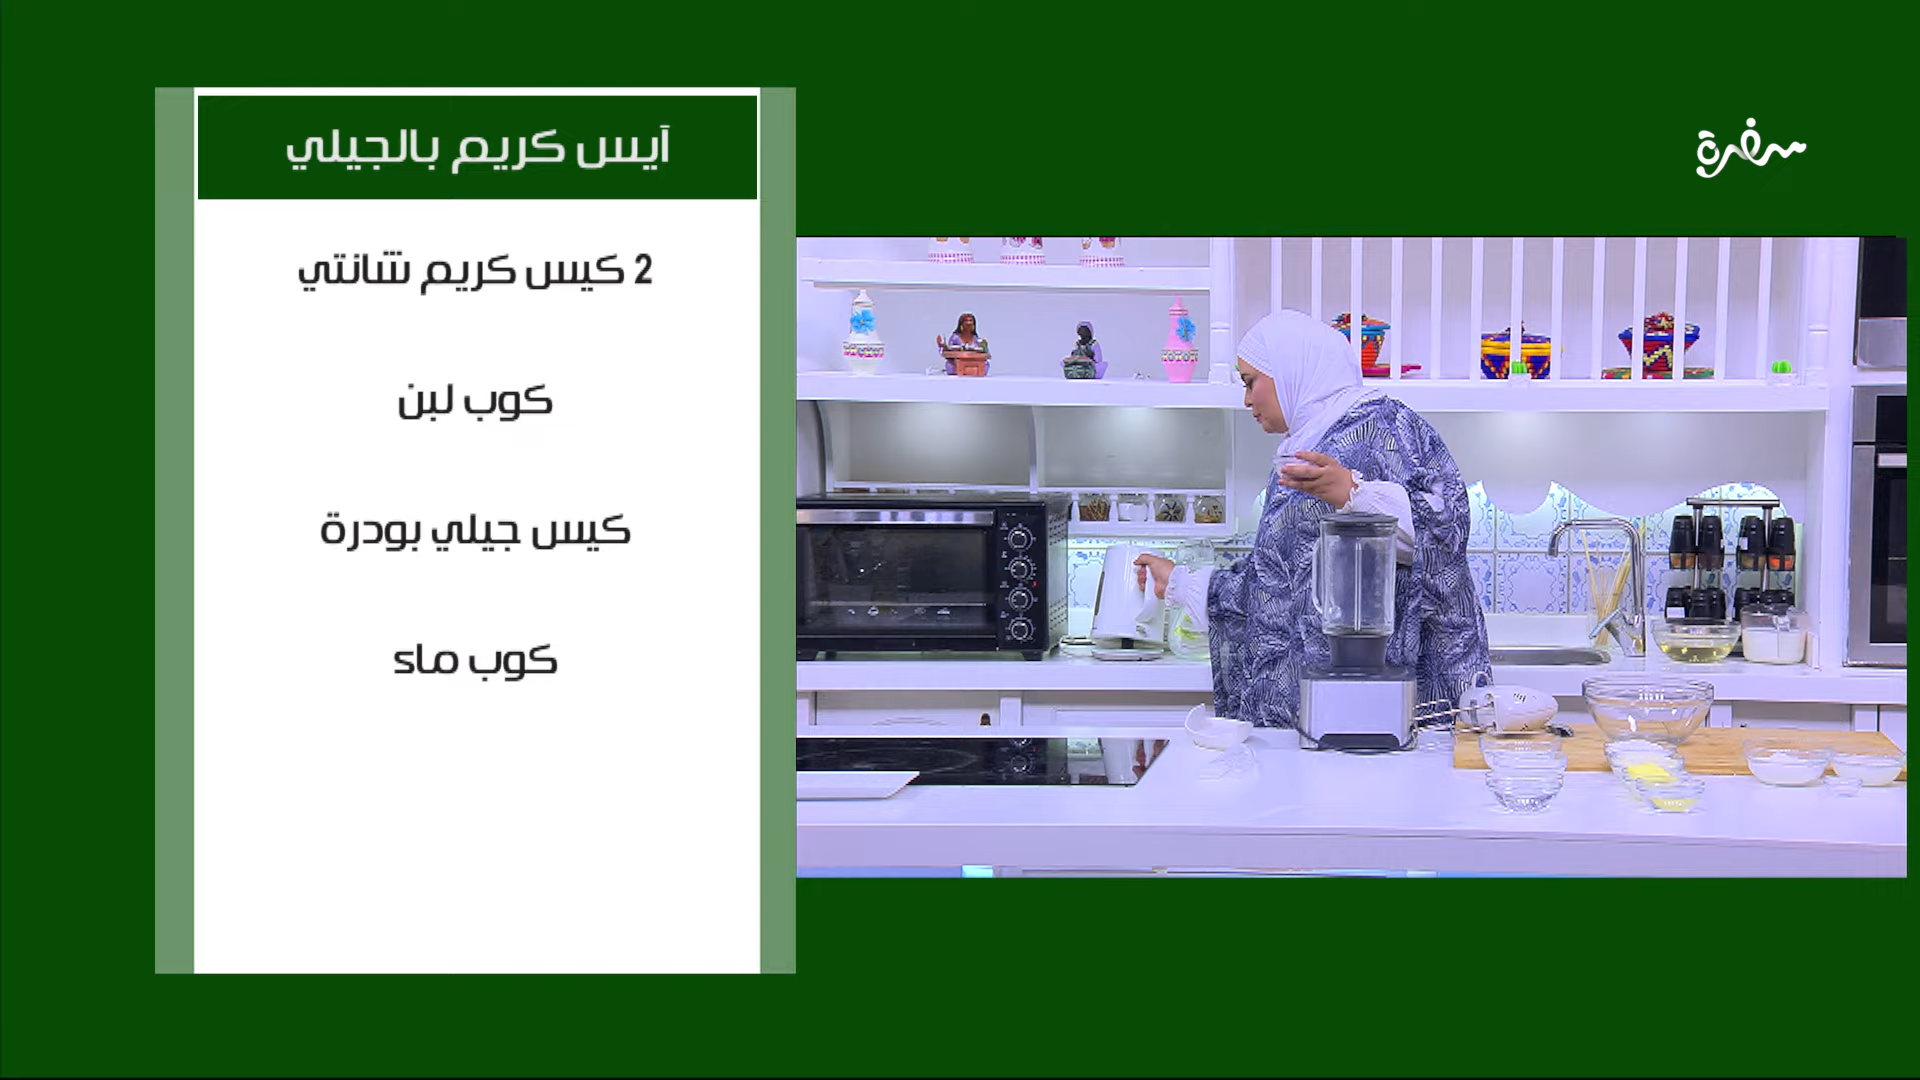 آيس كريم بالجيلي
2 كيس كريم شانتي
كوب لبن
كيس جيلي بودرة
كوب ماء
سفرة